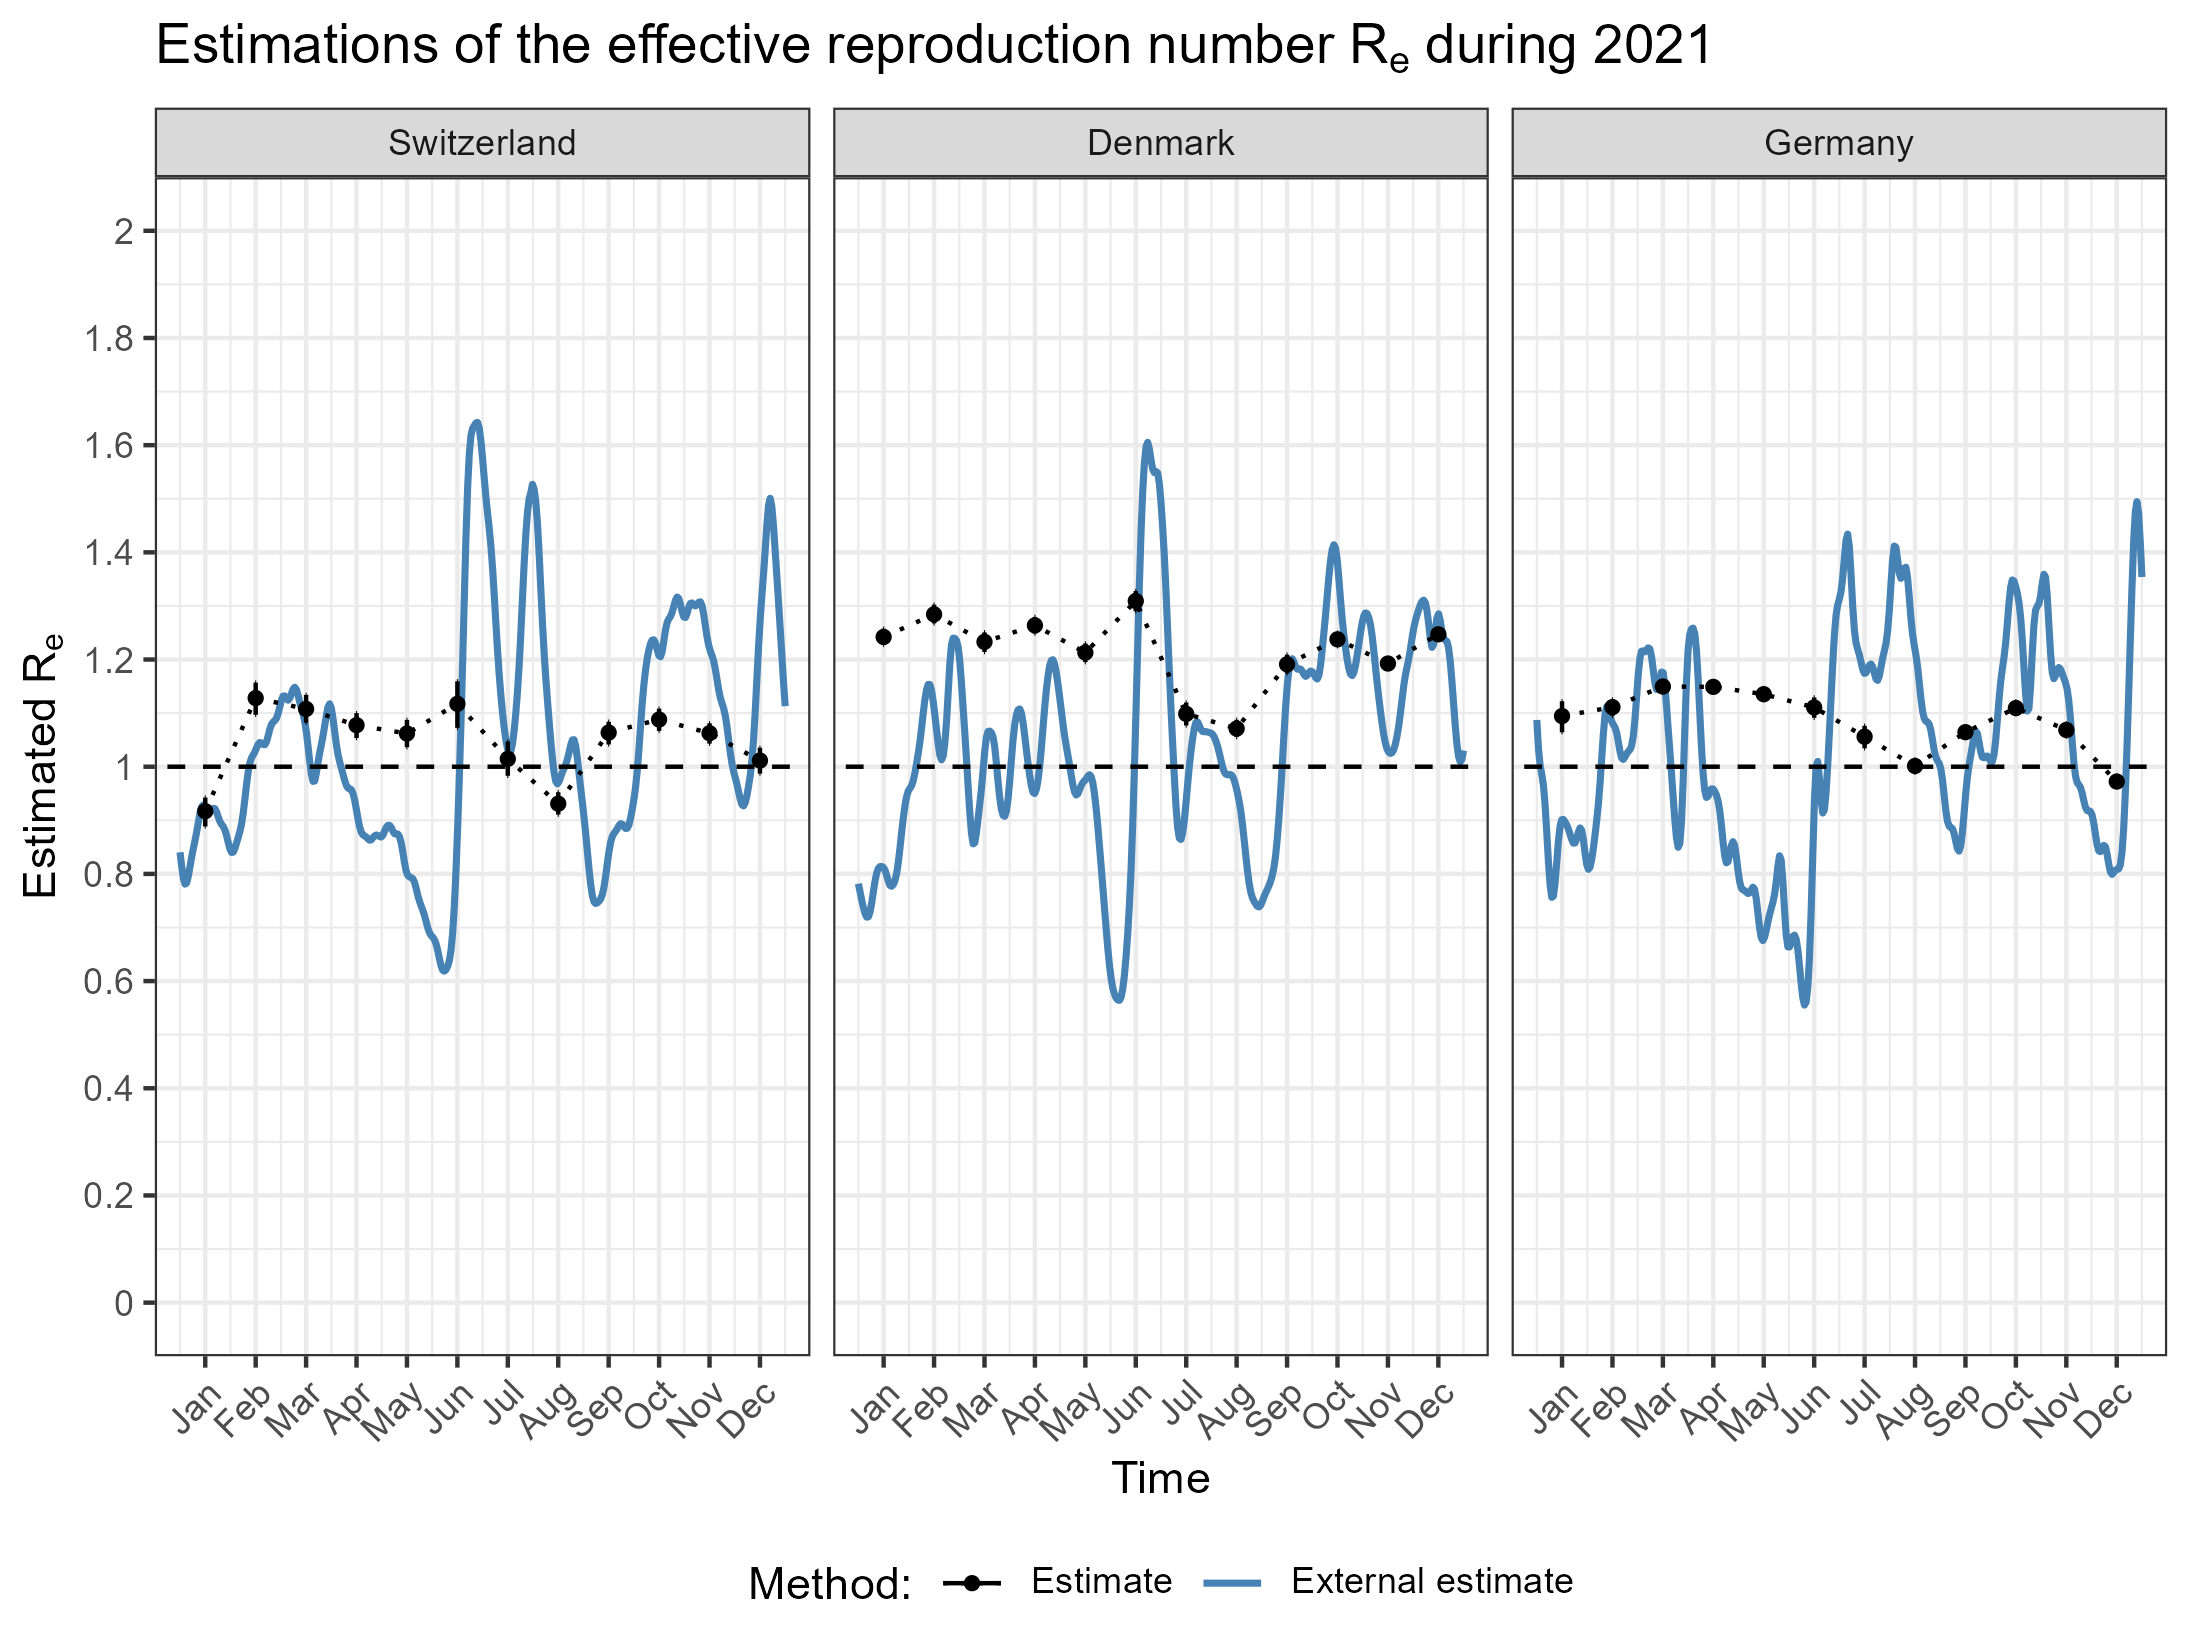 Estimations of the effective reproduction number Re during 2021
Switzerland Denmark Germany
2
1.8
1.6
1.4
1.2
1
0.8
0.6
0.4
0.2
0
Estimated Re
Jan Feb Mar Apr May Jun Jul Aug Sep Oct Nov Dec Jan Feb Mar Apr May Jun Jul Aug Sep Oct Nov Dec Jan Feb Mar Apr May Jun Jul Aug Sep Oct Nov Dec
Time
Method: Estimate External estimate